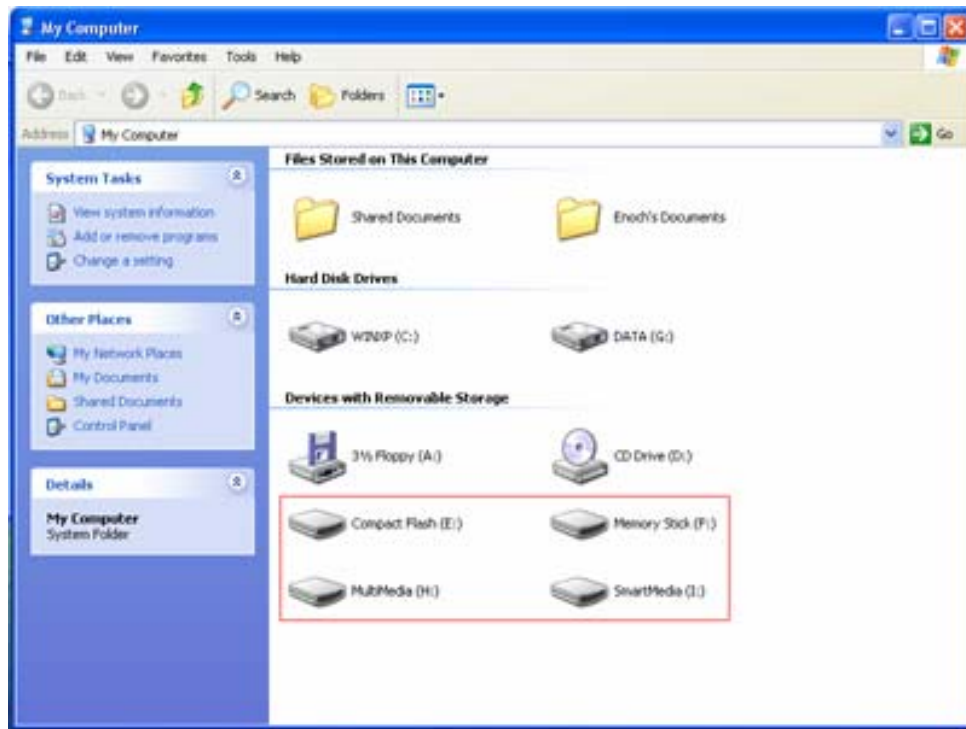 My Computer
File Edit View Favorites Tools Help
Back Search Folders
Address My Computer Go
System Tasks
View system information
Add or remove programs
Change a setting
Other Places
My Network Places
My Documents
Shared Documents
Control Panel
Details
My Computer
System Folder
Files Stored on This Computer
Shared Documents Enoch's Documents
Hard Disk Drives
WINXP (C:) DATA (G:)
Devices with Removable Storage
3½ Floppy (A:) CD Drive (D:)
Compact Flash (E:) Memory Stick (F:)
MultiMedia (H:) SmartMedia (I:)